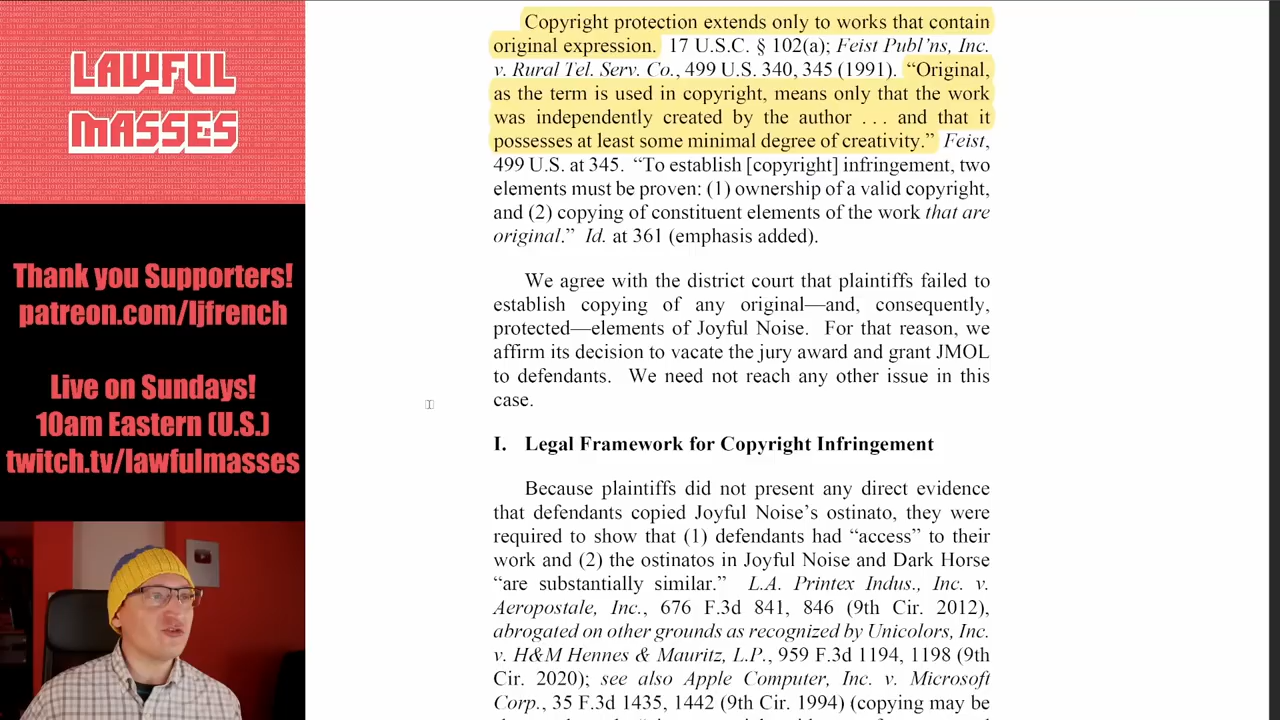 LAWFUL
MASSES
Thank you Supporters!
patreon.com/ljfrench
Live on Sundays!
10am Eastern (U.S.)
twitch.tv/lawfulmasses
Copyright protection extends only to works that contain
original expression. 17 U.S.C. § 102(a); Feist Publ’ns, Inc.
v. Rural Tel. Serv. Co., 499 U.S. 340, 345 (1991). “Original,
as the term is used in copyright, means only that the work
was independently created by the author . . . and that it
possesses at least some minimal degree of creativity.” Feist,
499 U.S. at 345. “To establish [copyright] infringement, two
elements must be proven: (1) ownership of a valid copyright,
and (2) copying of constituent elements of the work that are
original.” Id. at 361 (emphasis added).
We agree with the district court that plaintiffs failed to
establish copying of any original—and, consequently,
protected—elements of Joyful Noise. For that reason, we
affirm its decision to vacate the jury award and grant JMOL
to defendants. We need not reach any other issue in this
case.
I. Legal Framework for Copyright Infringement
Because plaintiffs did not present any direct evidence
that defendants copied Joyful Noise’s ostinato, they were
required to show that (1) defendants had “access” to their
work and (2) the ostinatos in Joyful Noise and Dark Horse
“are substantially similar.” L.A. Printex Indus., Inc. v.
Aeropostale, Inc., 676 F.3d 841, 846 (9th Cir. 2012),
abrogated on other grounds as recognized by Unicolors, Inc.
v. H&M Hennes & Mauritz, L.P., 959 F.3d 1194, 1198 (9th
Cir. 2020); see also Apple Computer, Inc. v. Microsoft
Corp., 35 F.3d 1435, 1442 (9th Cir. 1994) (copying may be